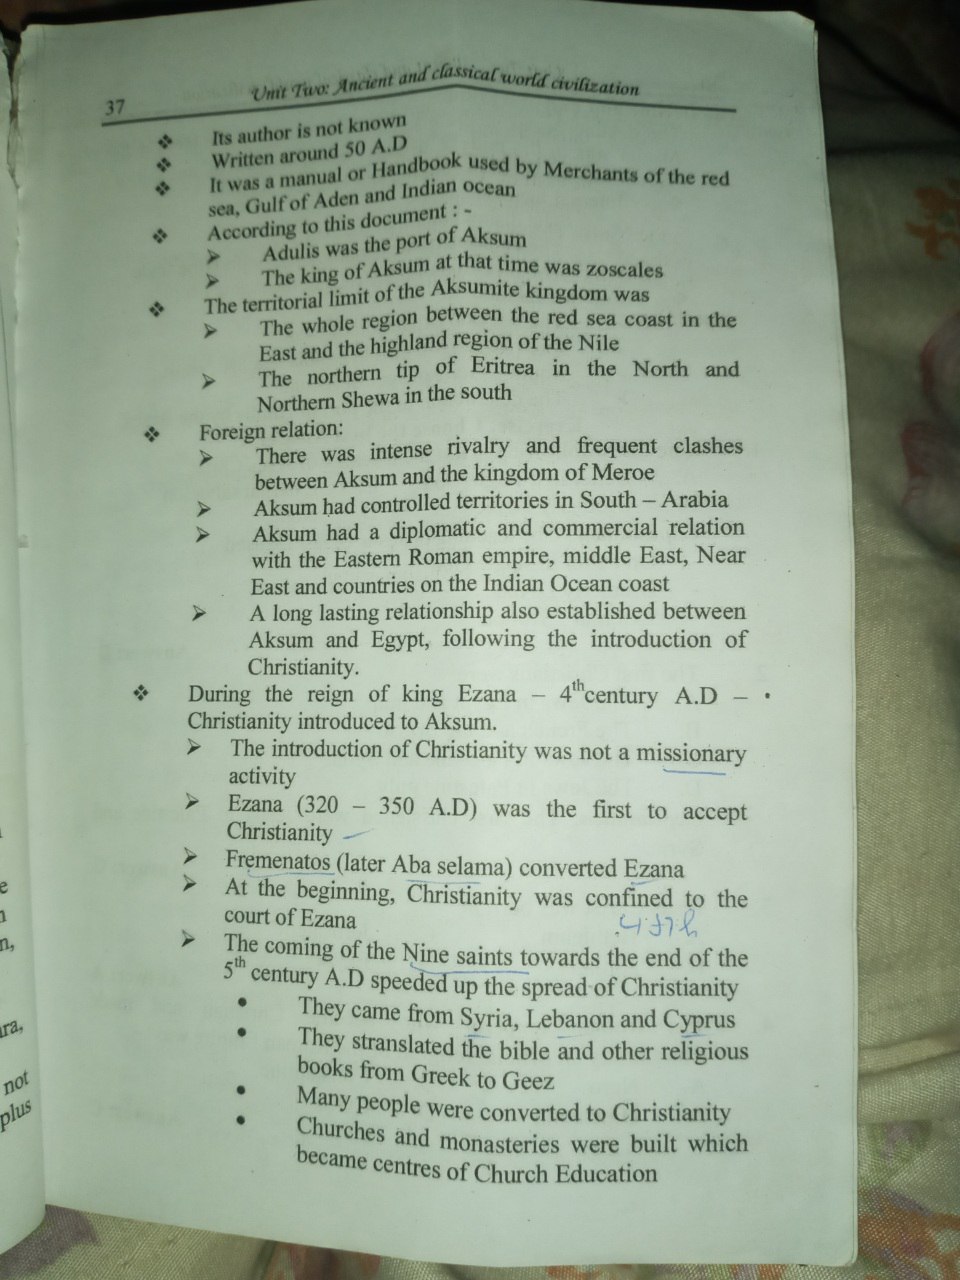 37
Unit Two: Ancient and classical world civilization
❖ Its author is not known
❖ Written around 50 A.D
❖ It was a manual or Handbook used by Merchants of the red
sea, Gulf of Aden and Indian ocean
❖ According to this document : -
➤ Adulis was the port of Aksum
➤ The king of Aksum at that time was zoscales
❖ The territorial limit of the Aksumite kingdom was
➤ The whole region between the red sea coast in the
East and the highland region of the Nile
➤ The northern tip of Eritrea in the North and
Northern Shewa in the south
❖ Foreign relation:
➤ There was intense rivalry and frequent clashes
between Aksum and the kingdom of Meroe
➤ Aksum had controlled territories in South – Arabia
➤ Aksum had a diplomatic and commercial relation
with the Eastern Roman empire, middle East, Near
East and countries on the Indian Ocean coast
➤ A long lasting relationship also established between
Aksum and Egypt, following the introduction of
Christianity.
❖ During the reign of king Ezana – 4th century A.D –
Christianity introduced to Aksum.
➤ The introduction of Christianity was not a missionary
activity
➤ Ezana (320 – 350 A.D) was the first to accept
Christianity
➤ Fremenatos (later Aba selama) converted Ezana
➤ At the beginning, Christianity was confined to the
court of Ezana
➤ The coming of the Nine saints towards the end of the
5th century A.D speeded up the spread of Christianity
• They came from Syria, Lebanon and Cyprus
• They stranslated the bible and other religious
books from Greek to Geez
• Many people were converted to Christianity
• Churches and monasteries were built which
became centres of Church Education
not
plus